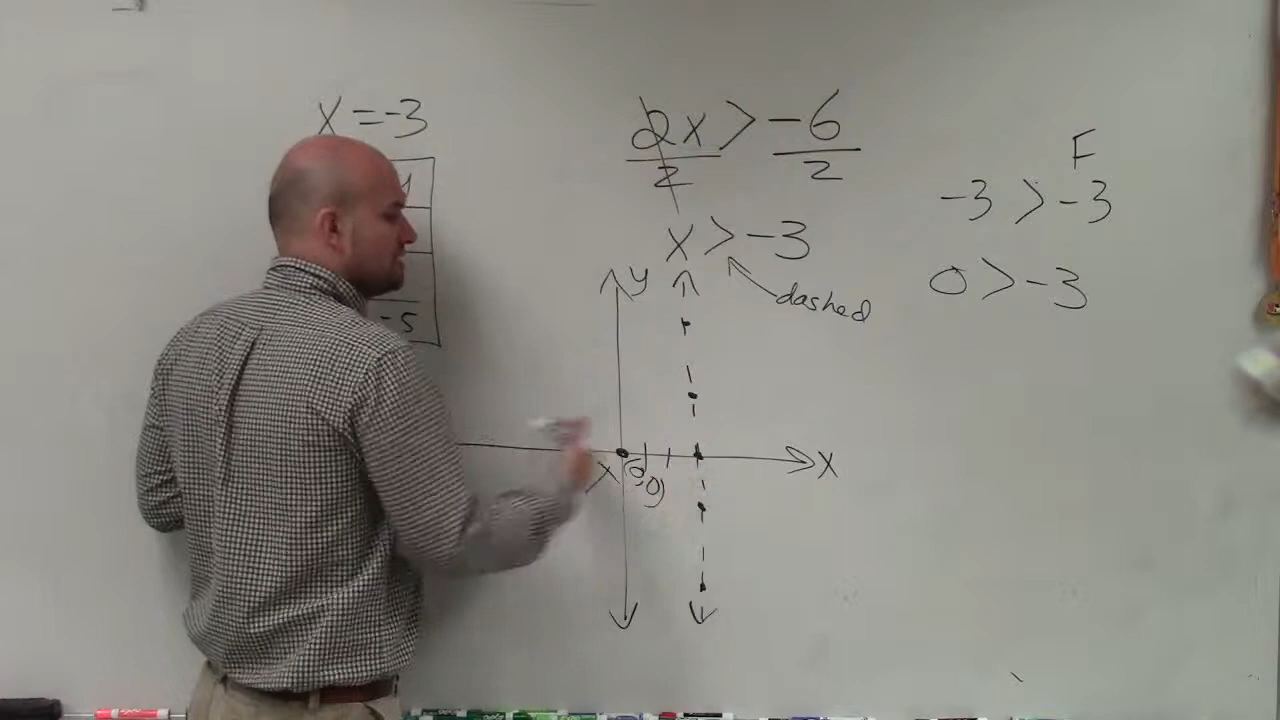 x = -3
y
-5
2x > -6
2 2
x > -3
dashed
y
x
(0,0)
F
-3 > -3
0 > -3